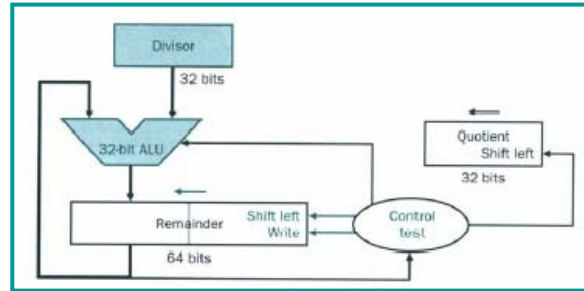 Divisor
32 bits
32-bit ALU
Quotient
Shift left
32 bits
Remainder
Shift left
Write
Control
test
64 bits